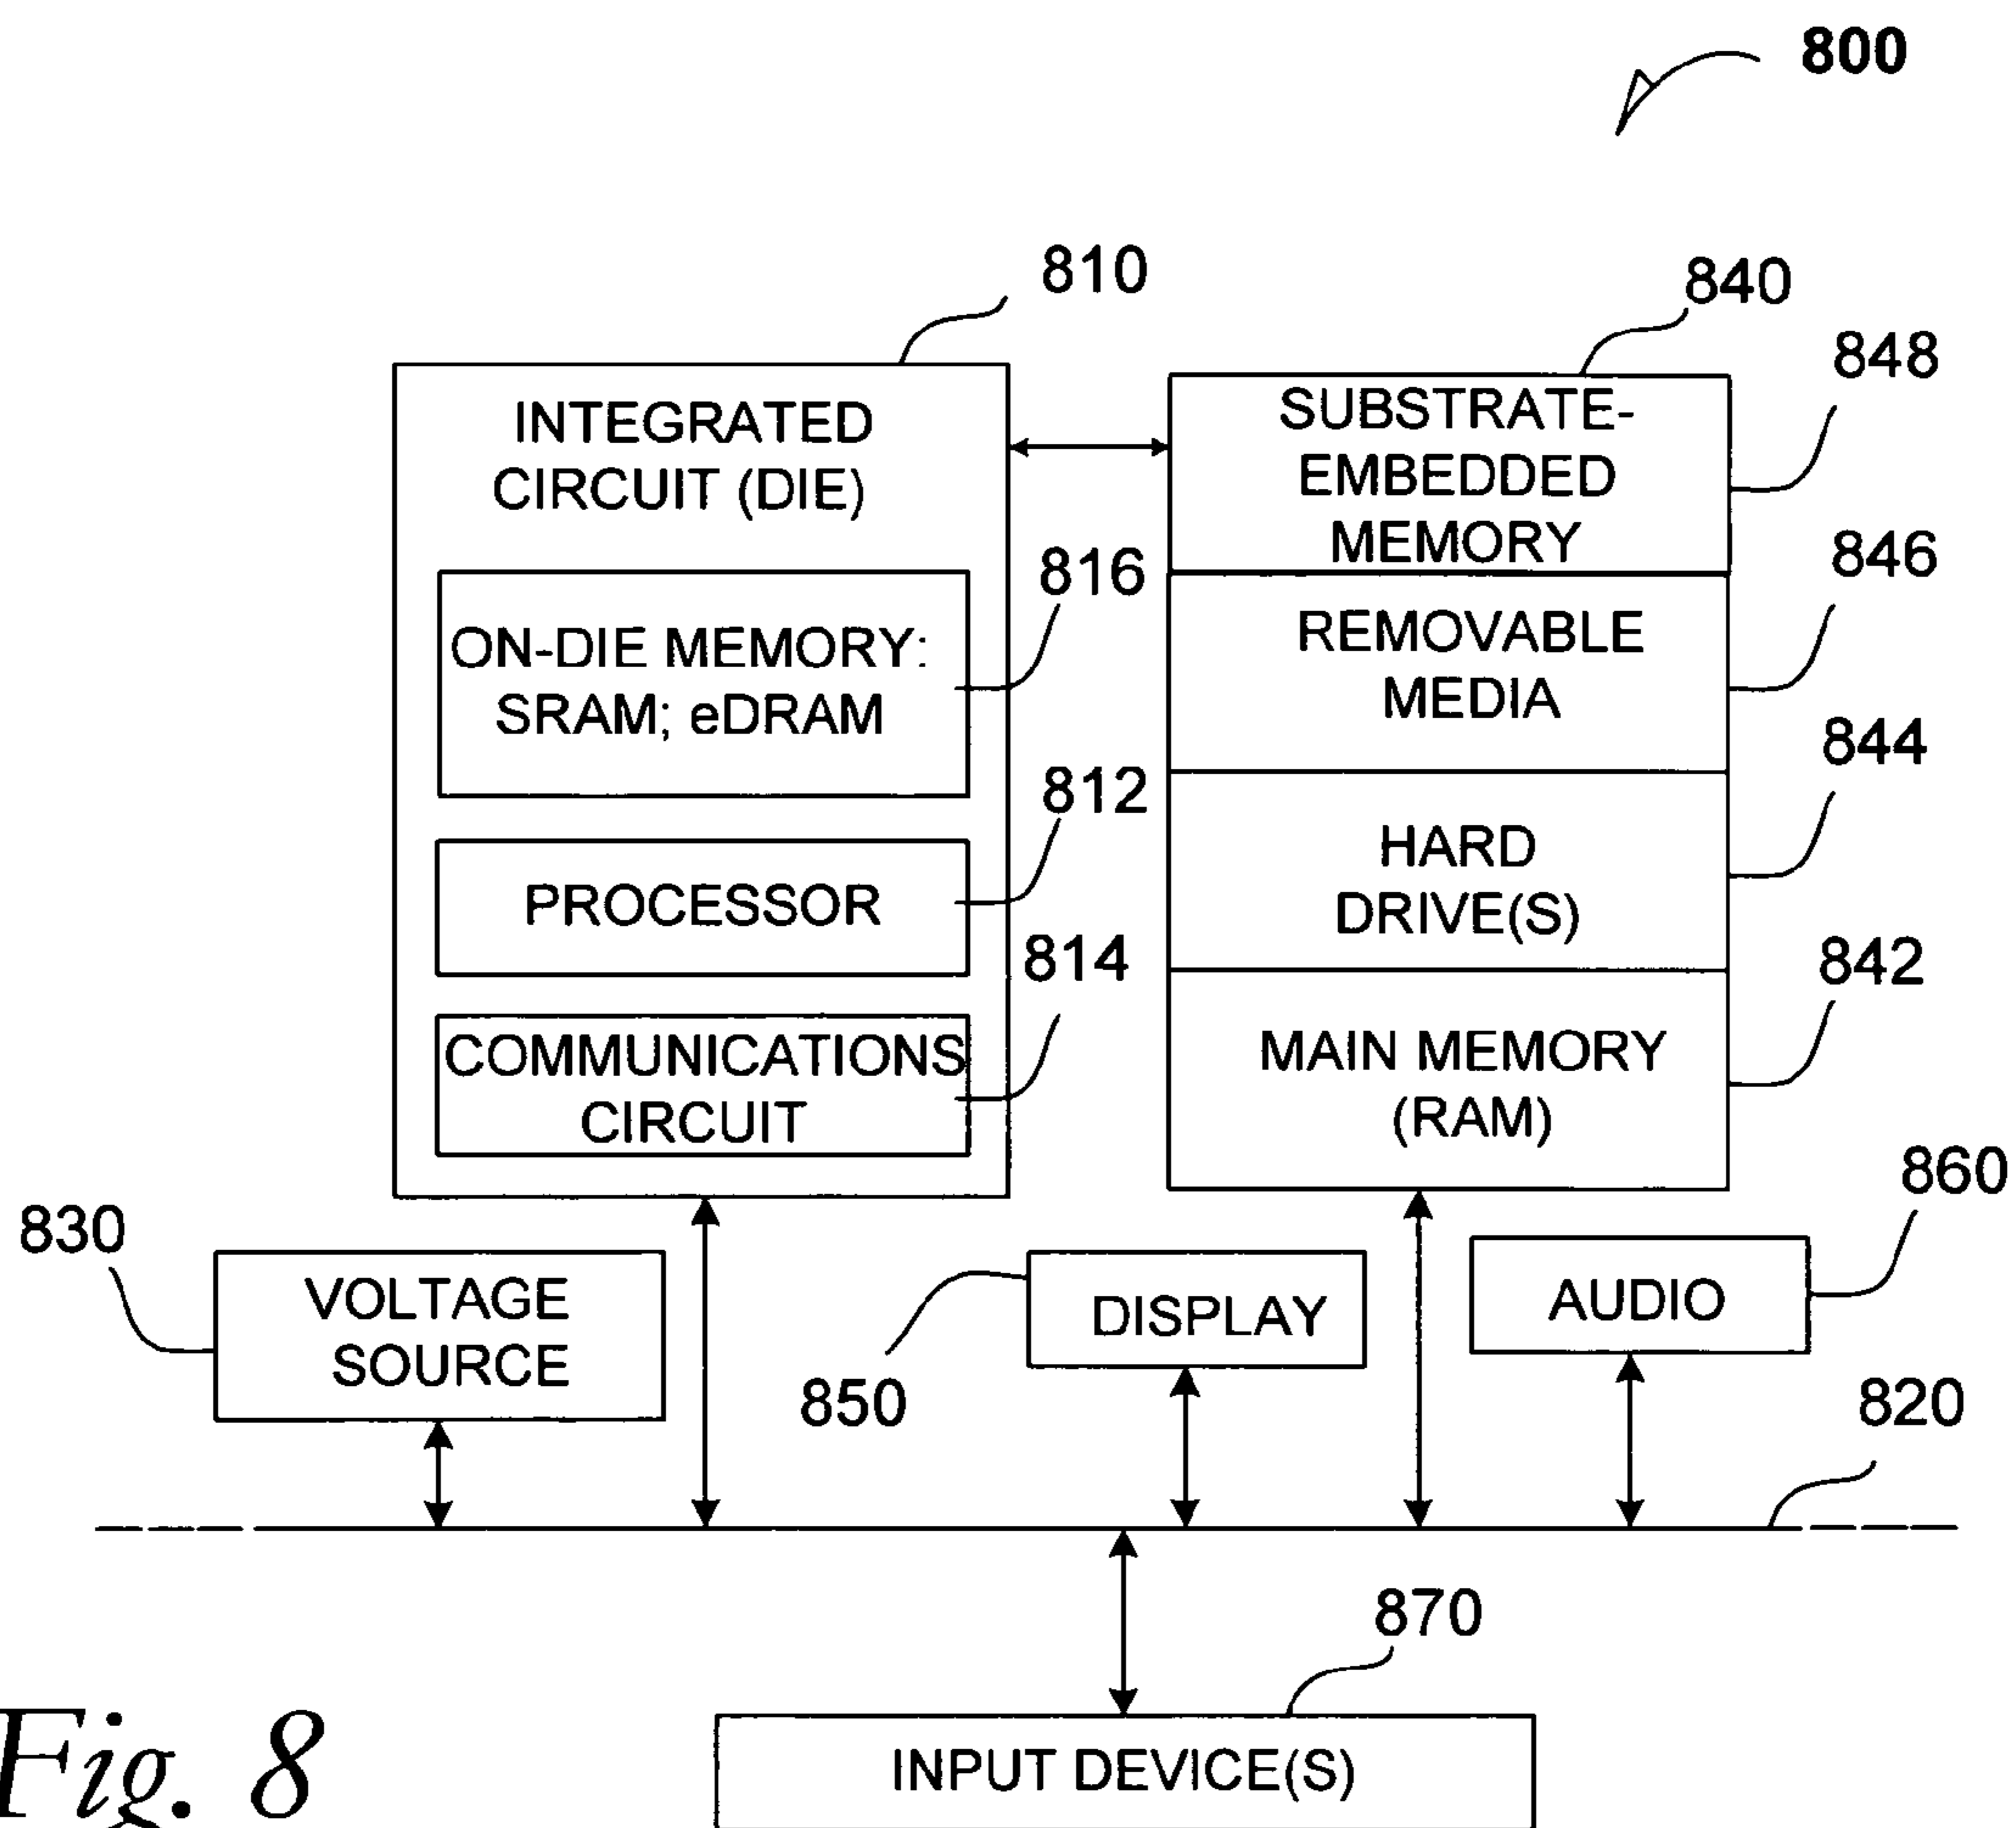 800
810
840
848
INTEGRATED
CIRCUIT (DIE)
SUBSTRATE-
EMBEDDED
MEMORY
816
846
ON-DIE MEMORY:
SRAM; eDRAM
REMOVABLE
MEDIA
844
812
PROCESSOR
HARD
DRIVE(S)
814
842
COMMUNICATIONS
CIRCUIT
MAIN MEMORY
(RAM)
860
830
VOLTAGE
SOURCE
DISPLAY
AUDIO
850
820
870
INPUT DEVICE(S)
Fig. 8